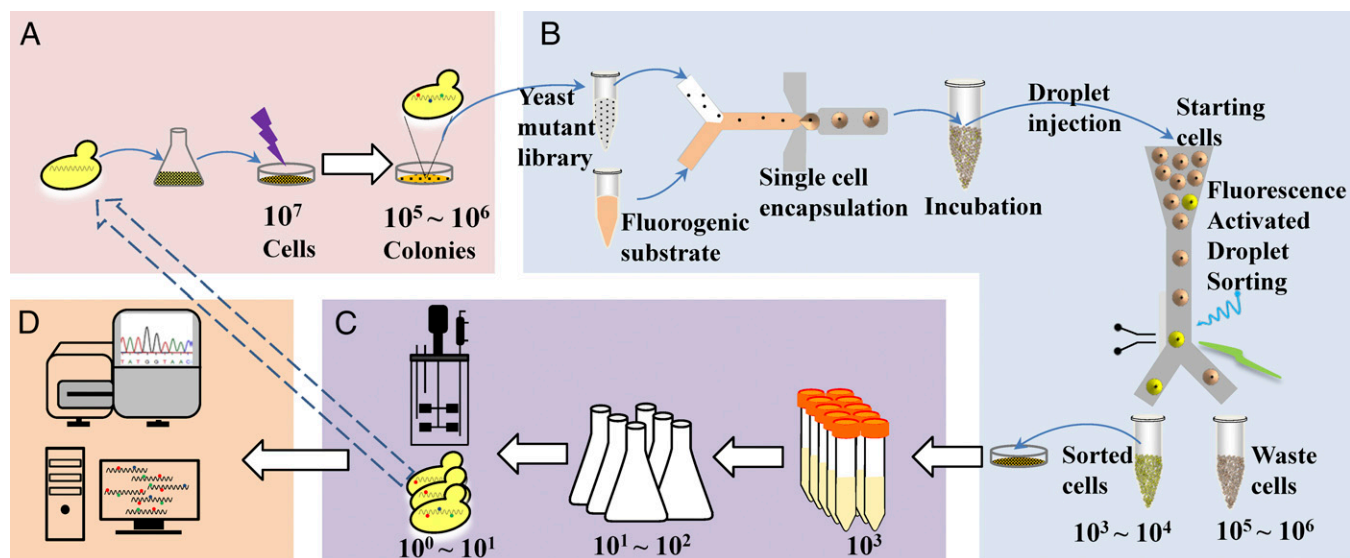 A
10⁷
Cells
10⁵ ~ 10⁶
Colonies
B
Yeast
mutant
library
Fluorogenic
substrate
Single cell
encapsulation
Incubation
Droplet
injection
Starting
cells
Fluorescence
Activated
Droplet
Sorting
Sorted
cells
10³ ~ 10⁴
Waste
cells
10⁵ ~ 10⁶
C
10⁰ ~ 10¹
10¹ ~ 10²
10³
D
TATGGTAAC